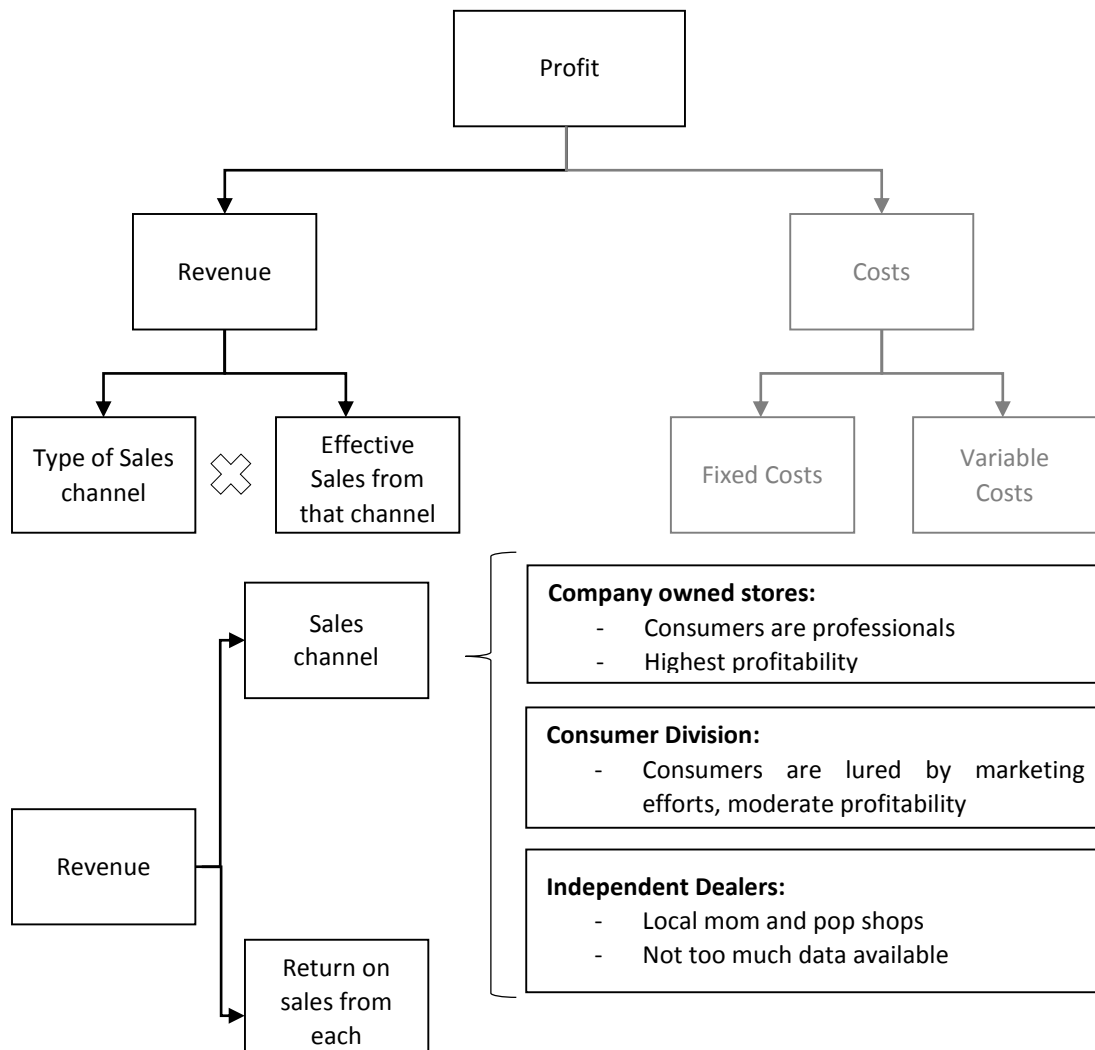 Profit
Revenue
Costs
Type of Sales
channel
Effective
Sales from
that channel
Fixed Costs
Variable
Costs
Sales
channel
Company owned stores:
- Consumers are professionals
- Highest profitability
Consumer Division:
- Consumers are lured by marketing
efforts, moderate profitability
Revenue
Independent Dealers:
- Local mom and pop shops
- Not too much data available
Return on
sales from
each